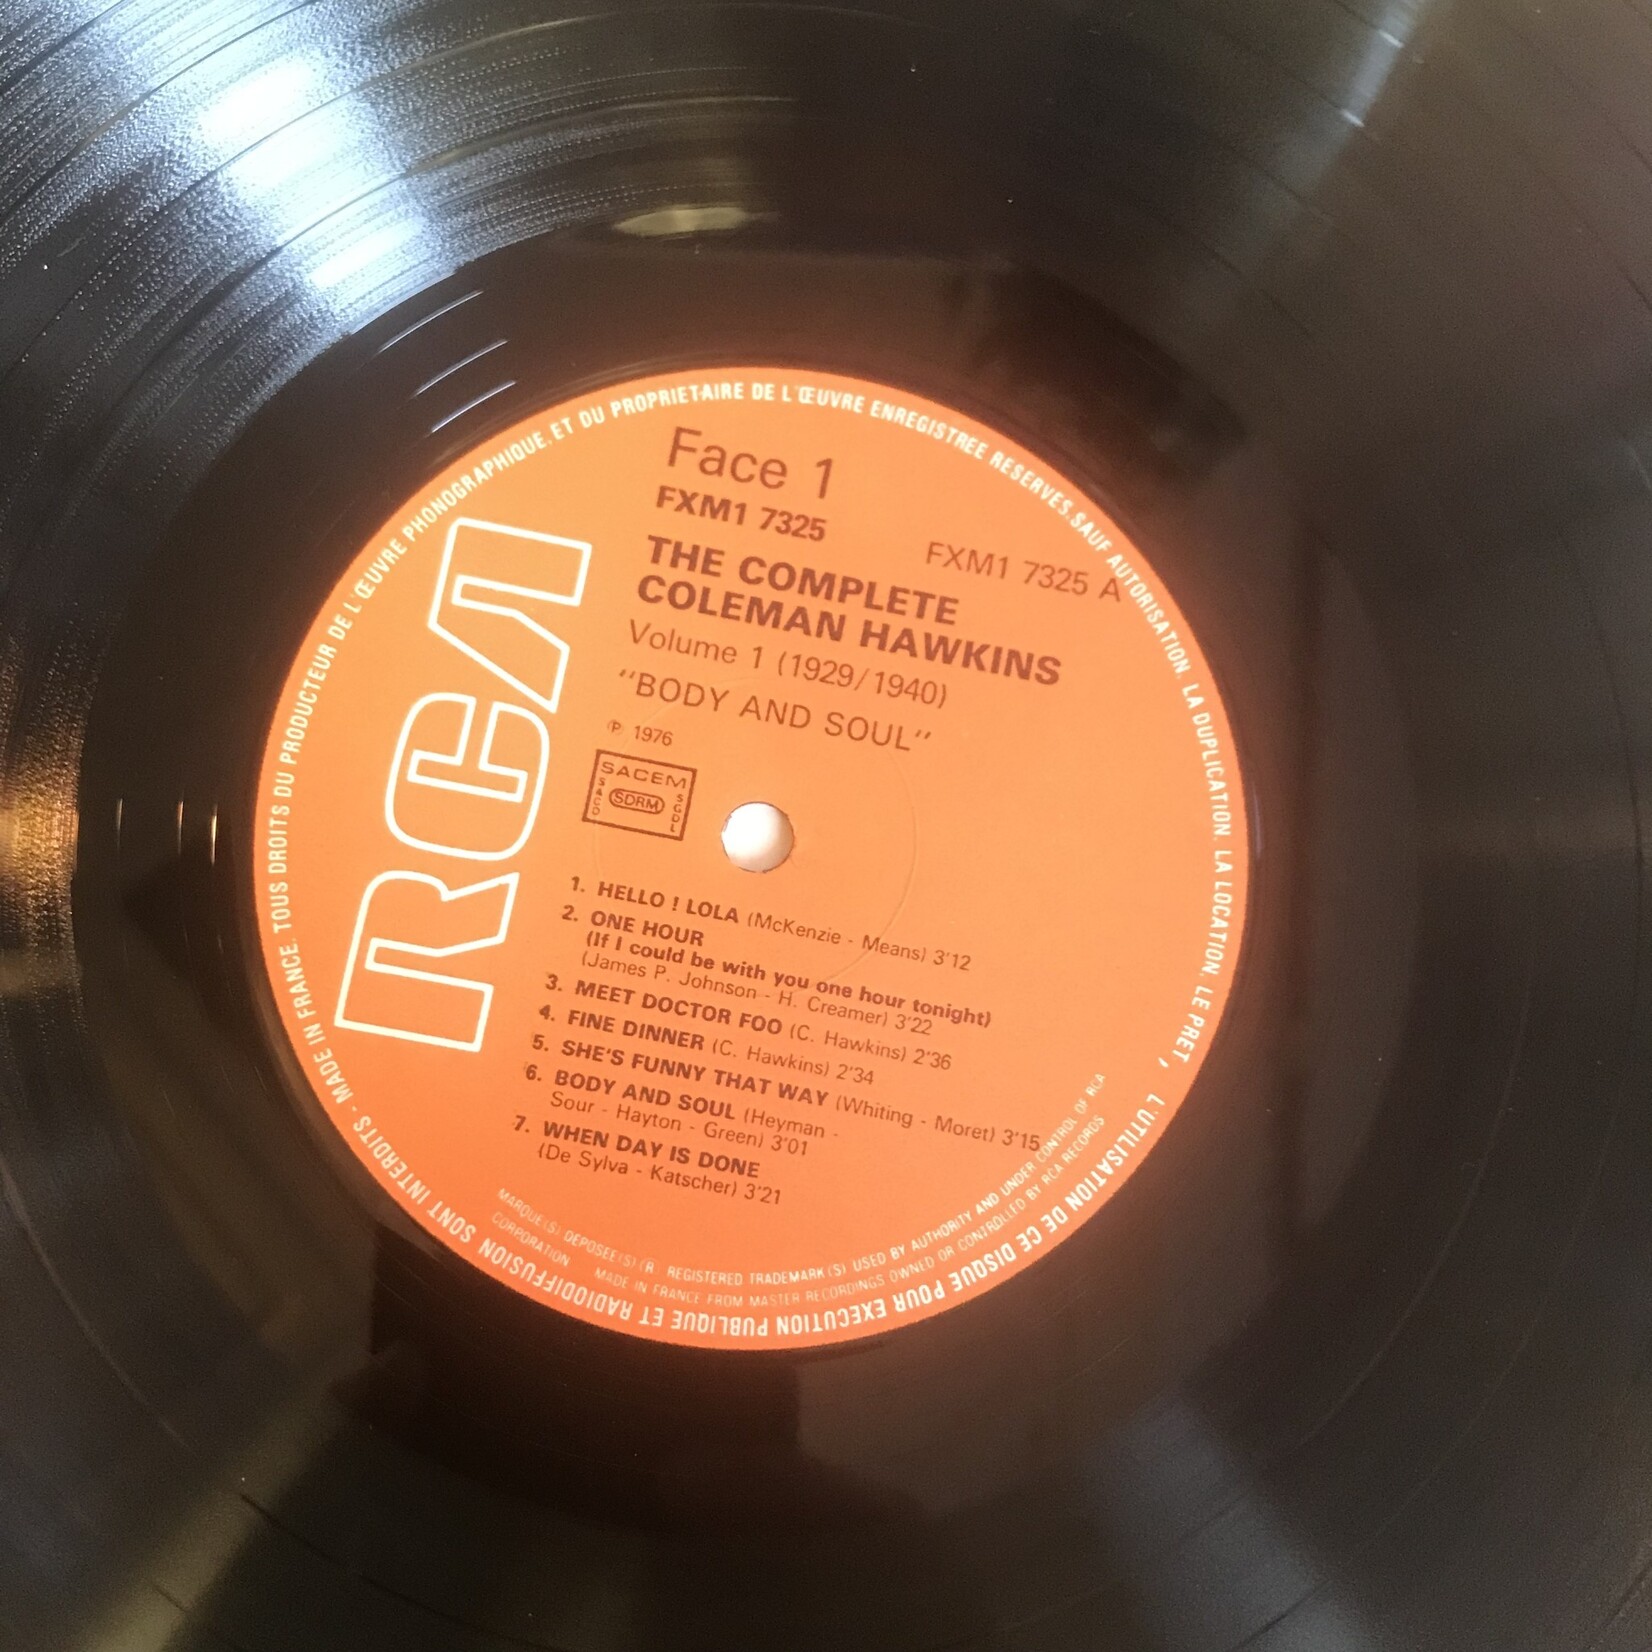 TOUS DROITS DU PRODUCTEUR DE L'ŒUVRE PHONOGRAPHIQUE. ET DU PROPRIETAIRE DE L'ŒUVRE ENREGISTREE RESERVES. SAUF AUTORISATION. LA DUPLICATION. LA LOCATION. LE PRET, L'UTILISATION DE CE DISQUE POUR EXECUTION PUBLIQUE ET RADIODIFFUSION SONT INTERDITS - MADE IN FRANCE.
RCA
Face 1
FXM1 7325
FXM1 7325 A
THE COMPLETE
COLEMAN HAWKINS
Volume 1 (1929/1940)
"BODY AND SOUL"
℗ 1976
SACEM
SACD
SDRM
SGDL
1. HELLO ! LOLA (McKenzie - Means) 3'12
2. ONE HOUR
(If I could be with you one hour tonight)
(James P. Johnson - H. Creamer) 3'22
3. MEET DOCTOR FOO (C. Hawkins) 2'36
4. FINE DINNER (C. Hawkins) 2'34
5. SHE'S FUNNY THAT WAY (Whiting - Moret) 3'15
6. BODY AND SOUL (Heyman -
Sour - Hayton - Green) 3'01
7. WHEN DAY IS DONE
(De Sylva - Katscher) 3'21
MARQUE(S) DEPOSEE(S) ® REGISTERED TRADEMARK(S) USED BY AUTHORITY AND UNDER CONTROL OF RCA
CORPORATION MADE IN FRANCE FROM MASTER RECORDINGS OWNED OR CONTROLLED BY RCA RECORDS